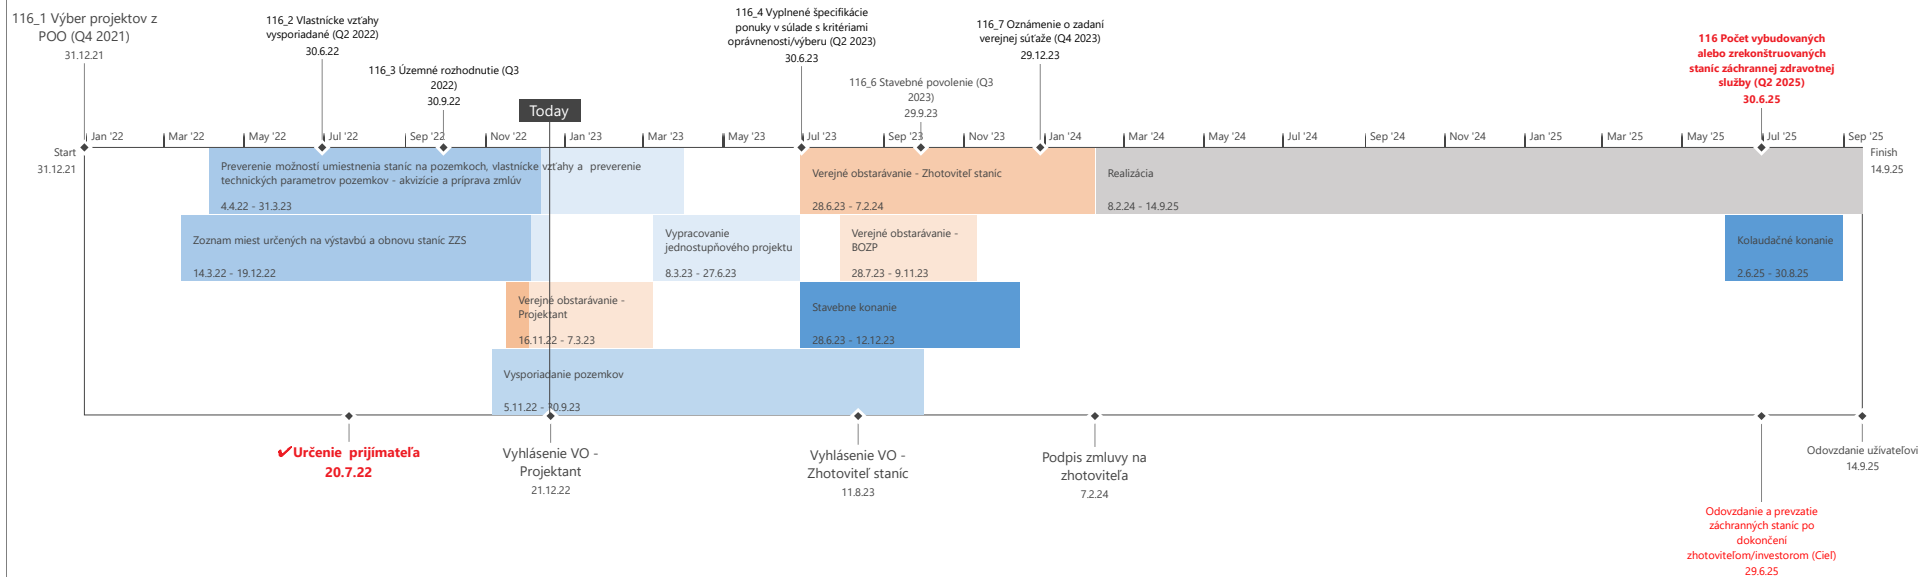 116_1 Výber projektov z
POO (Q4 2021)
31.12.21
116_2 Vlastnícke vzťahy
vysporiadané (Q2 2022)
30.6.22
116_3 Územné rozhodnutie (Q3
2022)
30.9.22
116_4 Vyplnené špecifikácie
ponuky v súlade s kritériami
oprávnenosti/výberu (Q2 2023)
30.6.23
116_6 Stavebné povolenie (Q3
2023)
29.9.23
116_7 Oznámenie o zadaní
verejnej súťaže (Q4 2023)
29.12.23
116 Počet vybudovaných
alebo zrekonštruovaných
staníc záchrannej zdravotnej
služby (Q2 2025)
30.6.25
Today
Jan '22
Mar '22
May '22
Jul '22
Sep '22
Nov '22
Jan '23
Mar '23
May '23
Jul '23
Sep '23
Nov '23
Jan '24
Mar '24
May '24
Jul '24
Sep '24
Nov '24
Jan '25
Mar '25
May '25
Jul '25
Sep '25
Start
31.12.21
Finish
14.9.25
Preverenie možností umiestnenia staníc na pozemkoch, vlastnícke vzťahy a preverenie
technických parametrov pozemkov - akvizície a príprava zmlúv
4.4.22 - 31.3.23
Verejné obstarávanie - Zhotoviteľ staníc
28.6.23 - 7.2.24
Realizácia
8.2.24 - 14.9.25
Zoznam miest určených na výstavbú a obnovu staníc ZZS
14.3.22 - 19.12.22
Vypracovanie
jednostupňového projektu
8.3.23 - 27.6.23
Verejné obstarávanie -
BOZP
28.7.23 - 9.11.23
Kolaudačné konanie
2.6.25 - 30.8.25
Verejné obstarávanie -
Projektant
16.11.22 - 7.3.23
Stavebne konanie
28.6.23 - 12.12.23
Vysporiadanie pozemkov
5.11.22 - 30.9.23
✔Určenie prijímateľa
20.7.22
Vyhlásenie VO -
Projektant
21.12.22
Vyhlásenie VO -
Zhotoviteľ staníc
11.8.23
Podpis zmluvy na
zhotoviteľa
7.2.24
Odovzdanie užívateľovi
14.9.25
Odovzdanie a prevzatie
záchranných staníc po
dokončení
zhotoviteľom/investorom (Cieľ)
29.6.25